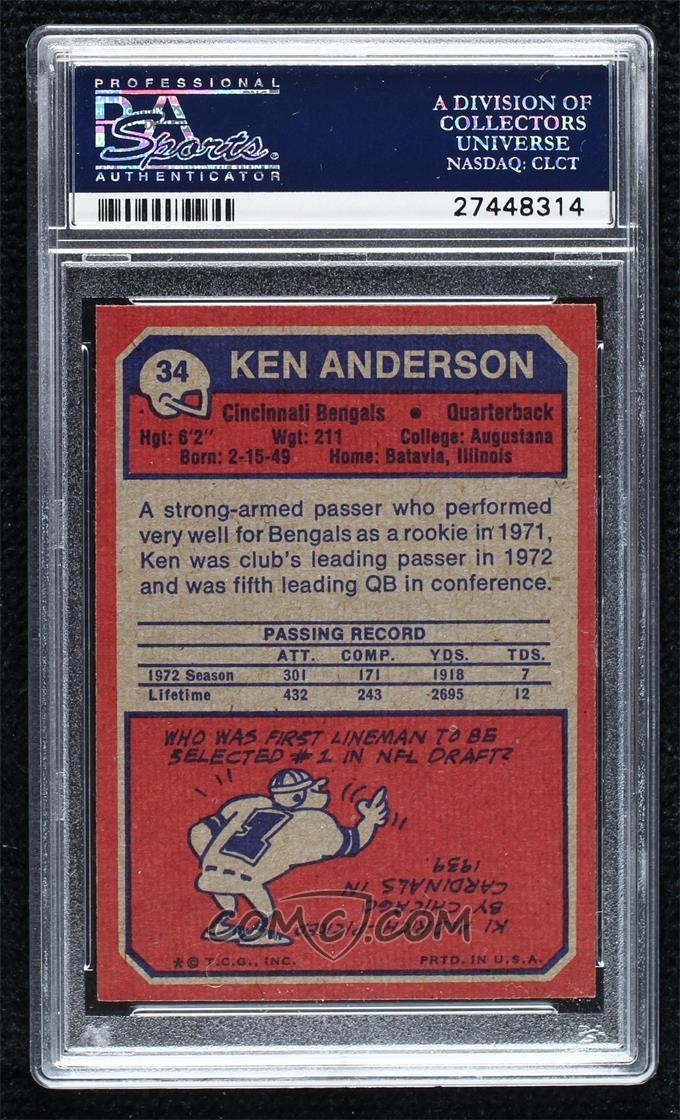 PROFESSIONAL
PSA
Sports
AUTHENTICATOR
A DIVISION OF
COLLECTORS
UNIVERSE
NASDAQ: CLCT
27448314
34
KEN ANDERSON
Cincinnati Bengals • Quarterback
Hgt: 6'2" Wgt: 211 College: Augustana
Born: 2-15-49 Home: Batavia, Illinois
A strong-armed passer who performed
very well for Bengals as a rookie in 1971,
Ken was club's leading passer in 1972
and was fifth leading QB in conference.
PASSING RECORD
ATT. COMP. YDS. TDS.
1972 Season 301 171 1918 7
Lifetime 432 243 2695 12
WHO WAS FIRST LINEMAN TO BE
SELECTED #1 IN NFL DRAFT?
1
KI ALDRICH-PICKED
BY CHICAGO
CARDINALS IN
1939.
COMC.COM
* © T.C.G., INC. PRTD. IN U.S.A.